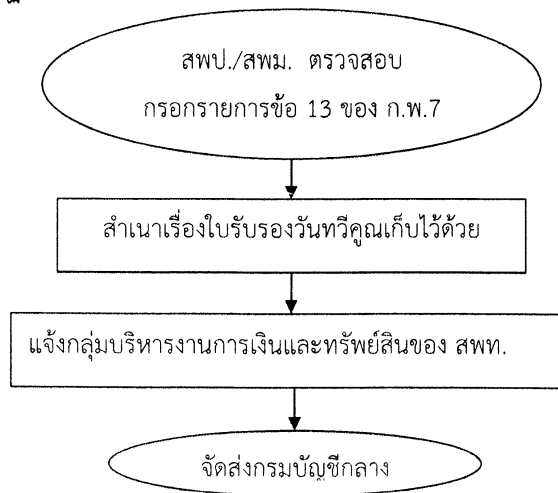 สพป./สพม. ตรวจสอบ
กรอกรายการข้อ 13 ของ ก.พ.7
สำเนาเรื่องใบรับรองวันทวีคูณเก็บไว้ด้วย
แจ้งกลุ่มบริหารงานการเงินและทรัพย์สินของ สพท.
จัดส่งกรมบัญชีกลาง